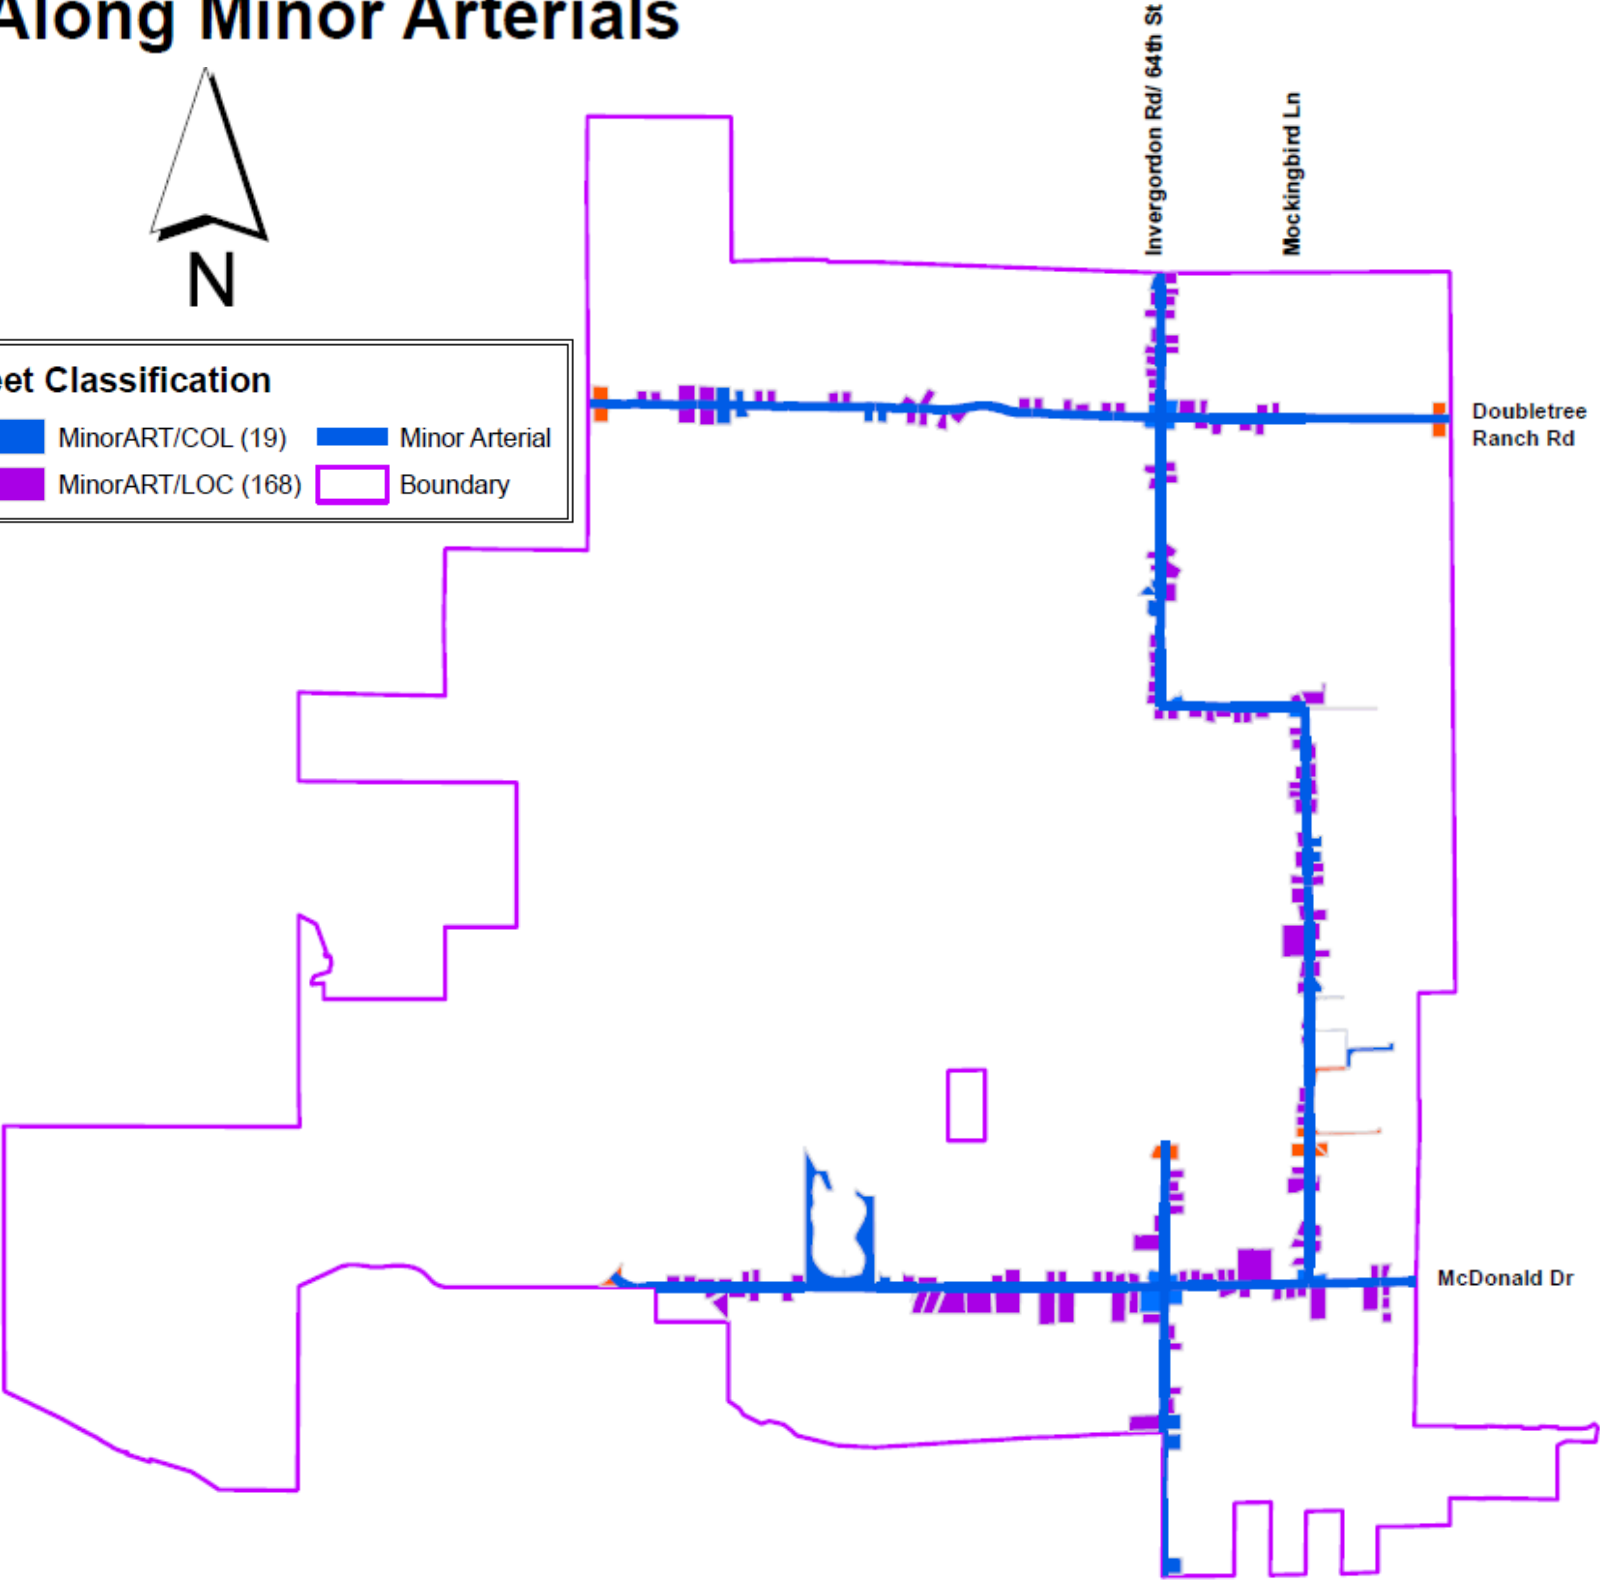 Along Minor Arterials
N
Invergordon Rd/ 64th St
Mockingbird Ln
eet Classification
MinorART/COL (19) Minor Arterial
MinorART/LOC (168) Boundary
Doubletree
Ranch Rd
McDonald Dr